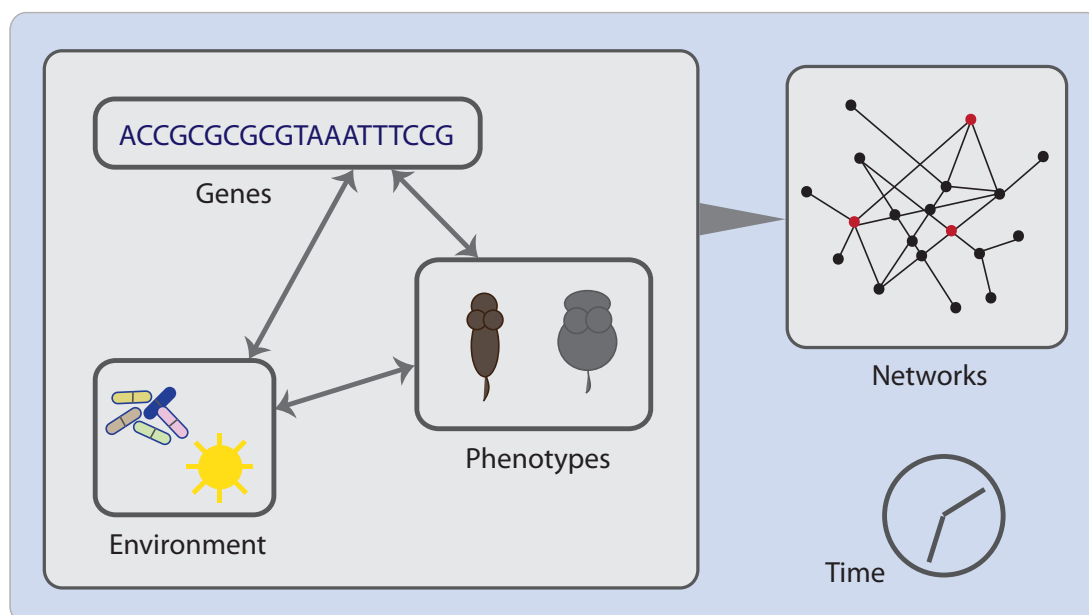 ACCGCGCGCGTAAATTTCCG
Genes
Phenotypes
Environment
Networks
Time